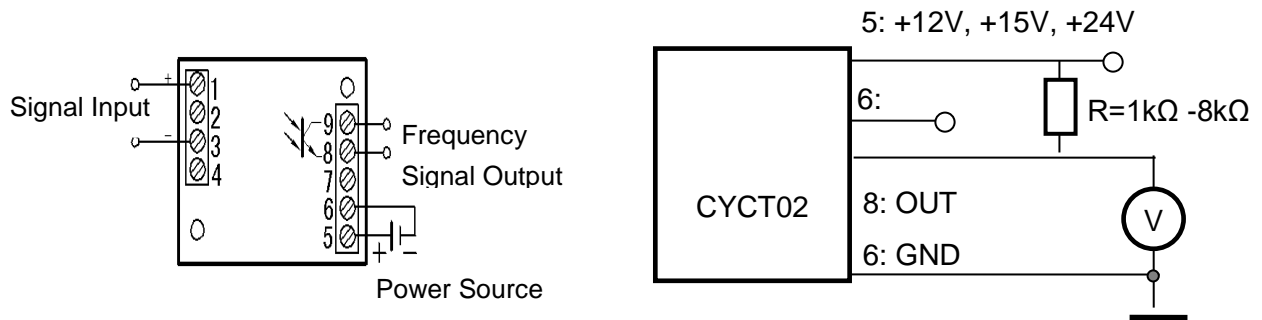 Signal Input
+
-
1
2
3
4
9
8
7
6
5
Frequency
Signal Output
+ -
Power Source
5: +12V, +15V, +24V
6:
R=1kΩ -8kΩ
CYCT02
8: OUT
6: GND
V